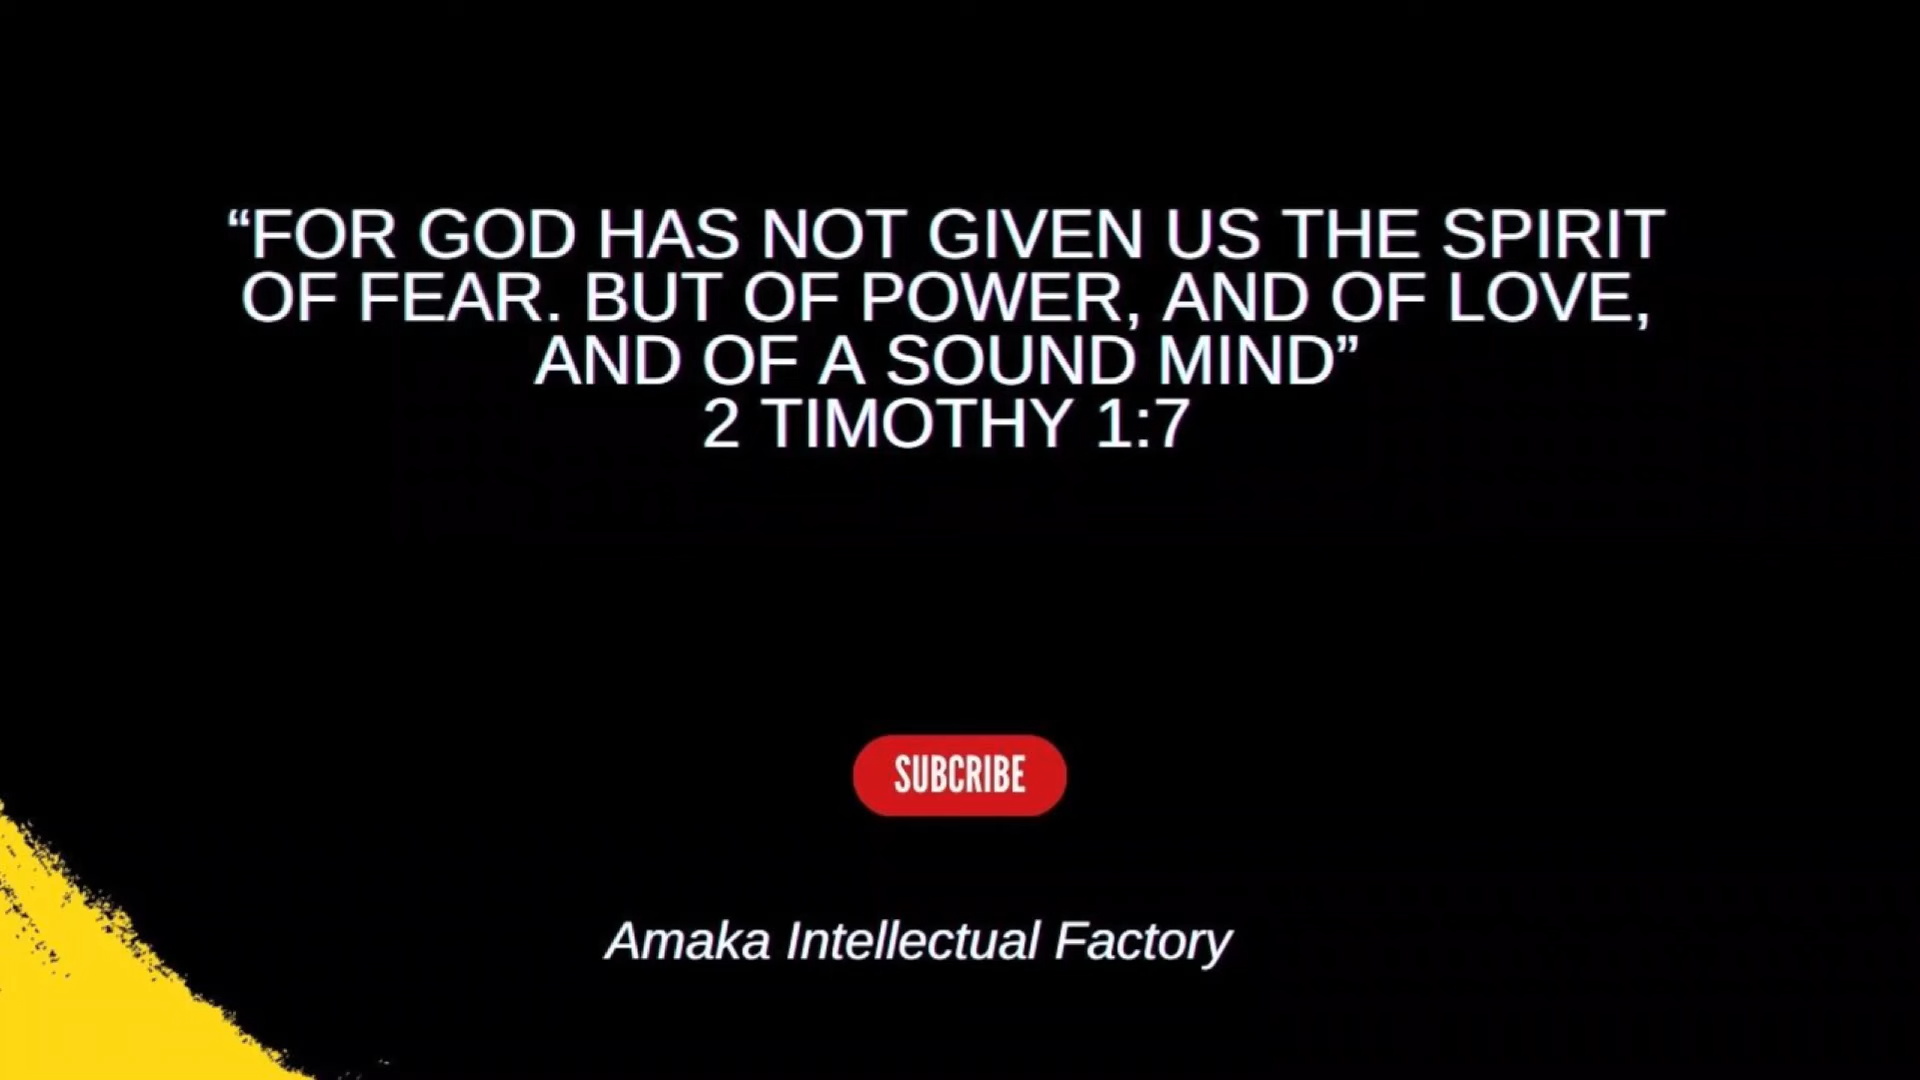 “FOR GOD HAS NOT GIVEN US THE SPIRIT
OF FEAR. BUT OF POWER, AND OF LOVE,
AND OF A SOUND MIND”
2 TIMOTHY 1:7
SUBCRIBE
Amaka Intellectual Factory